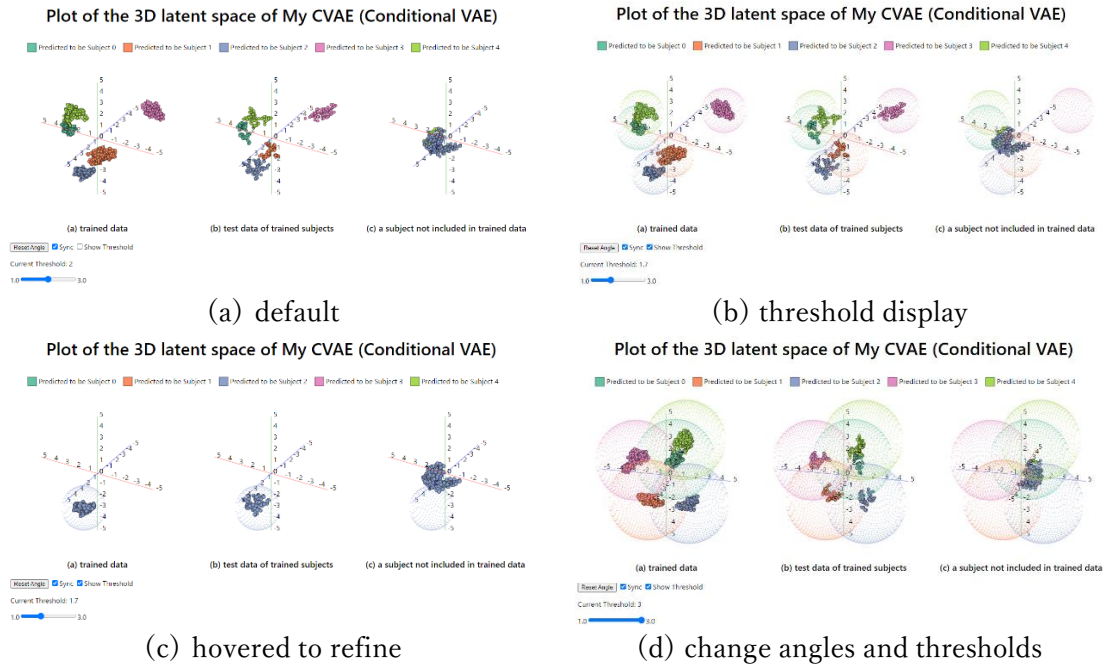 Plot of the 3D latent space of My CVAE (Conditional VAE)
Predicted to be Subject 0 Predicted to be Subject 1 Predicted to be Subject 2 Predicted to be Subject 3 Predicted to be Subject 4
(a) trained data (b) test data of trained subjects (c) a subject not included in trained data
Reset Angle Sync Show Threshold
Current Threshold: 2
1.0 3.0
(a) default
Plot of the 3D latent space of My CVAE (Conditional VAE)
Predicted to be Subject 0 Predicted to be Subject 1 Predicted to be Subject 2 Predicted to be Subject 3 Predicted to be Subject 4
(a) trained data (b) test data of trained subjects (c) a subject not included in trained data
Reset Angle Sync Show Threshold
Current Threshold: 1.7
1.0 3.0
(b) threshold display
Plot of the 3D latent space of My CVAE (Conditional VAE)
Predicted to be Subject 0 Predicted to be Subject 1 Predicted to be Subject 2 Predicted to be Subject 3 Predicted to be Subject 4
(a) trained data (b) test data of trained subjects (c) a subject not included in trained data
Reset Angle Sync Show Threshold
Current Threshold: 1.7
1.0 3.0
(c) hovered to refine
Plot of the 3D latent space of My CVAE (Conditional VAE)
Predicted to be Subject 0 Predicted to be Subject 1 Predicted to be Subject 2 Predicted to be Subject 3 Predicted to be Subject 4
(a) trained data (b) test data of trained subjects (c) a subject not included in trained data
Reset Angle Sync Show Threshold
Current Threshold: 3
1.0 3.0
(d) change angles and thresholds